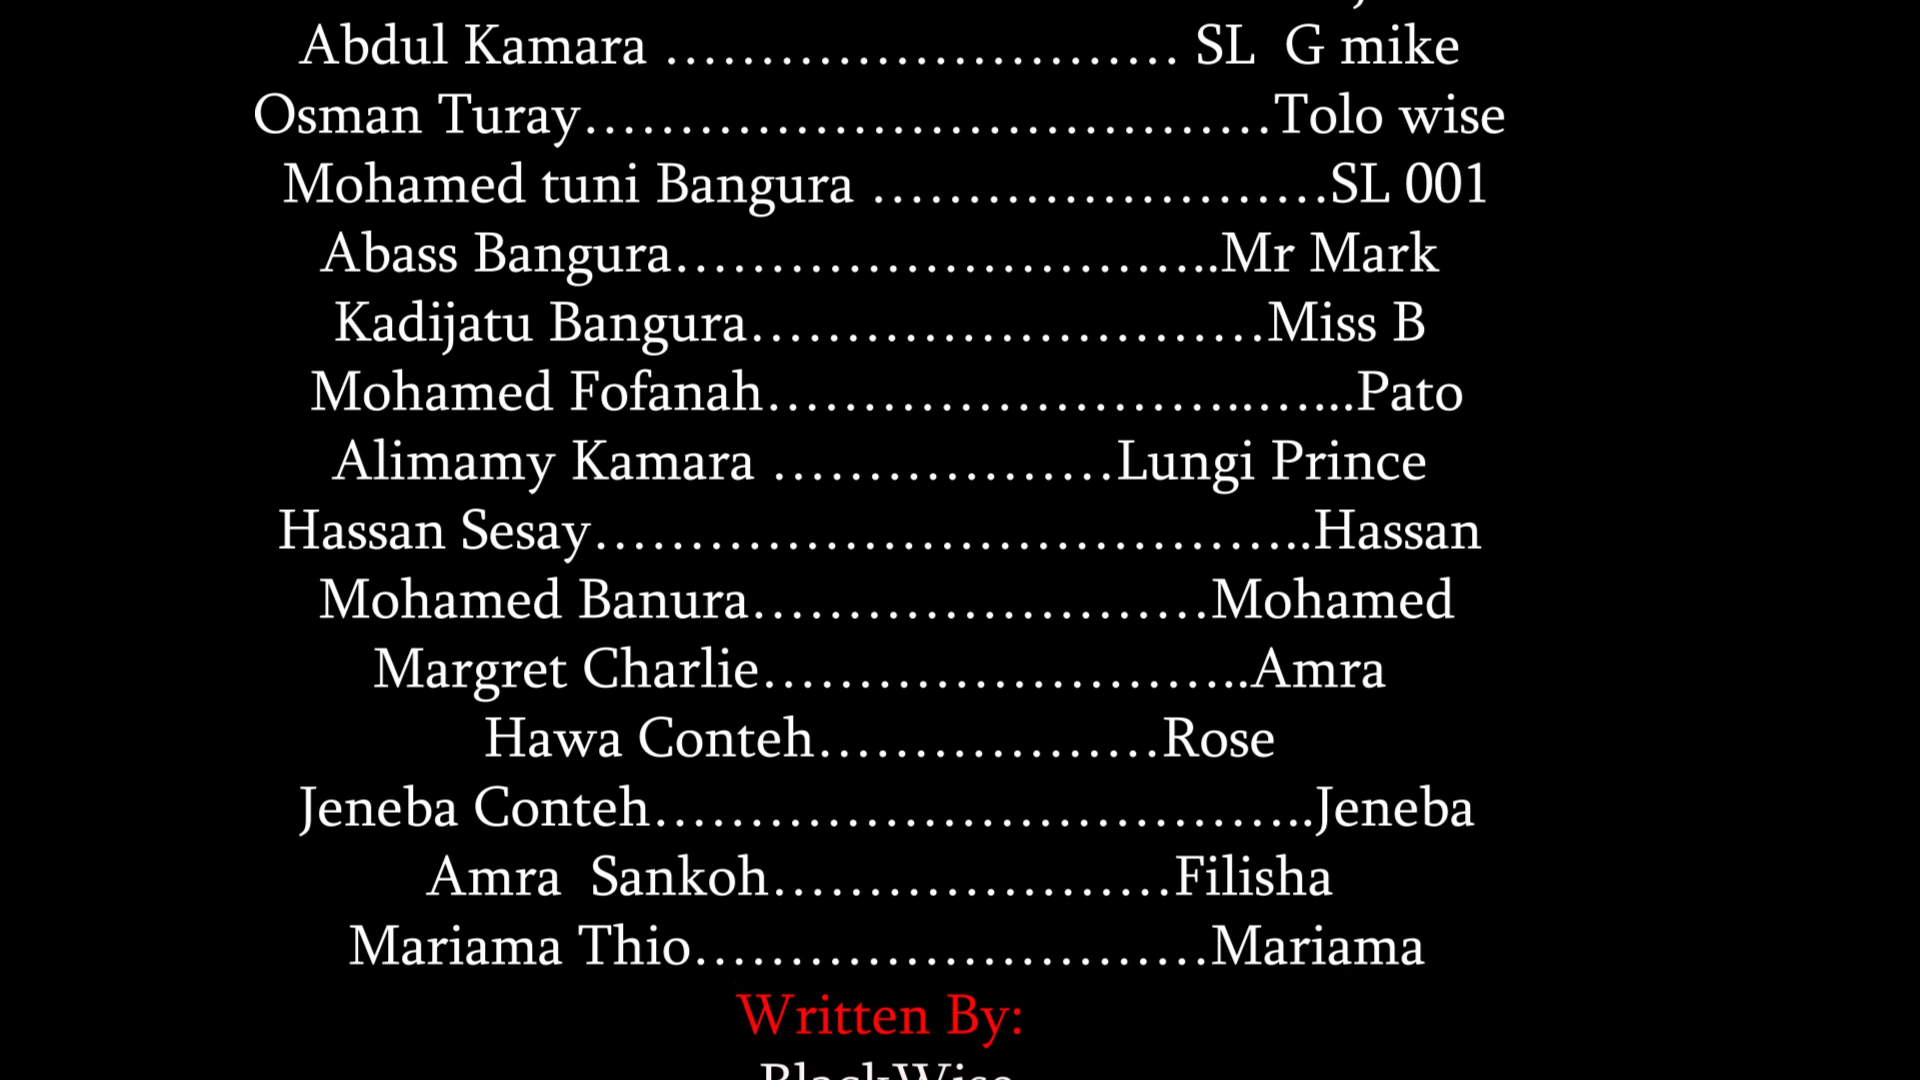 Abdul Kamara ……………………… SL  G mike
Osman Turay………………………………Tolo wise
Mohamed tuni Bangura ……………………SL 001
Abass Bangura………………………..Mr Mark
Kadijatu Bangura………………………Miss B
Mohamed Fofanah……………………..…...Pato
Alimamy Kamara ………………Lungi Prince
Hassan Sesay………………………………..Hassan
Mohamed Banura……………………Mohamed
Margret Charlie……………………..Amra
Hawa Conteh………………Rose
Jeneba Conteh……………………………..Jeneba
Amra  Sankoh…………………Filisha
Mariama Thio………………………Mariama
Written By:
BlackWise